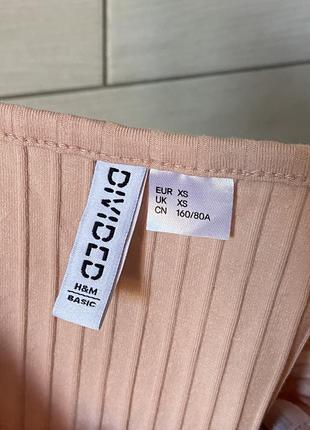 DIVIDED
H&M
BASIC
EUR XS
UK XS
CN 160/80A